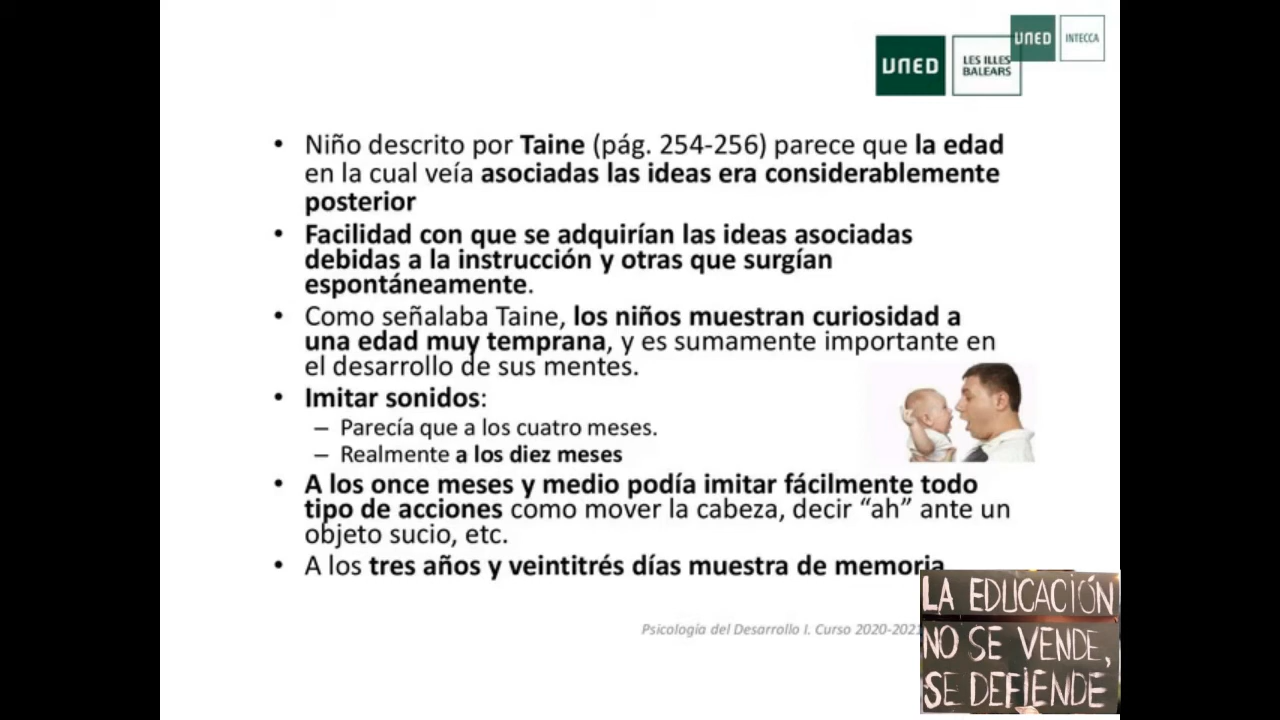 UNED
INTECCA
UNED
LES ILLES
BALEARS
• Niño descrito por Taine (pág. 254-256) parece que la edad
en la cual veía asociadas las ideas era considerablemente
posterior
• Facilidad con que se adquirían las ideas asociadas
debidas a la instrucción y otras que surgían
espontáneamente.
• Como señalaba Taine, los niños muestran curiosidad a
una edad muy temprana, y es sumamente importante en
el desarrollo de sus mentes.
• Imitar sonidos:
– Parecía que a los cuatro meses.
– Realmente a los diez meses
• A los once meses y medio podía imitar fácilmente todo
tipo de acciones como mover la cabeza, decir “ah” ante un
objeto sucio, etc.
• A los tres años y veintitrés días muestra de memoria
Psicología del Desarrollo I. Curso 2020-2021
LA EDUCACIÓN
NO SE VENDE,
SE DEFIENDE